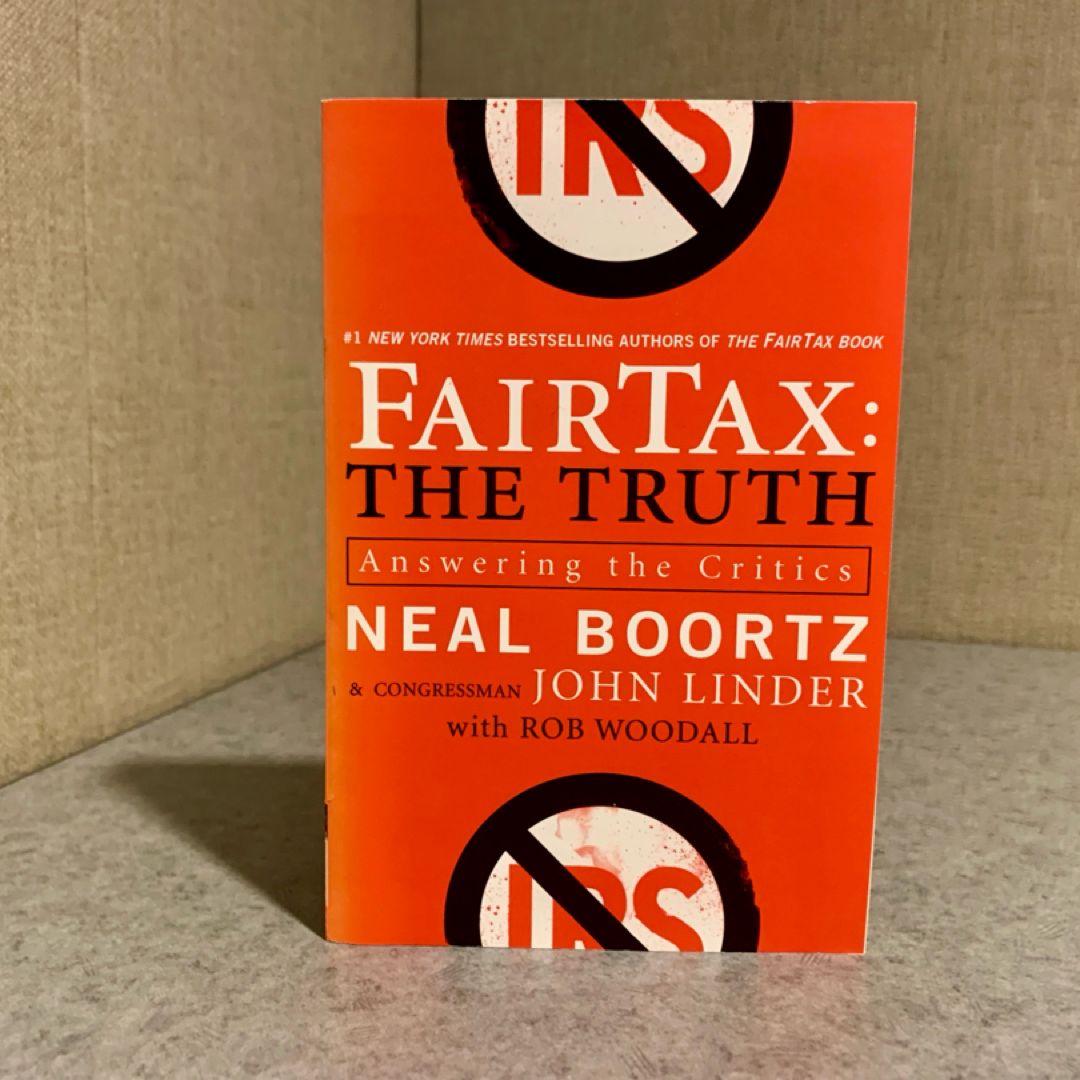 IRS
#1 NEW YORK TIMES BESTSELLING AUTHORS OF THE FAIRTAX BOOK
FAIRTAX:
THE TRUTH
Answering the Critics
NEAL BOORTZ
& CONGRESSMAN JOHN LINDER
with ROB WOODALL
IRS